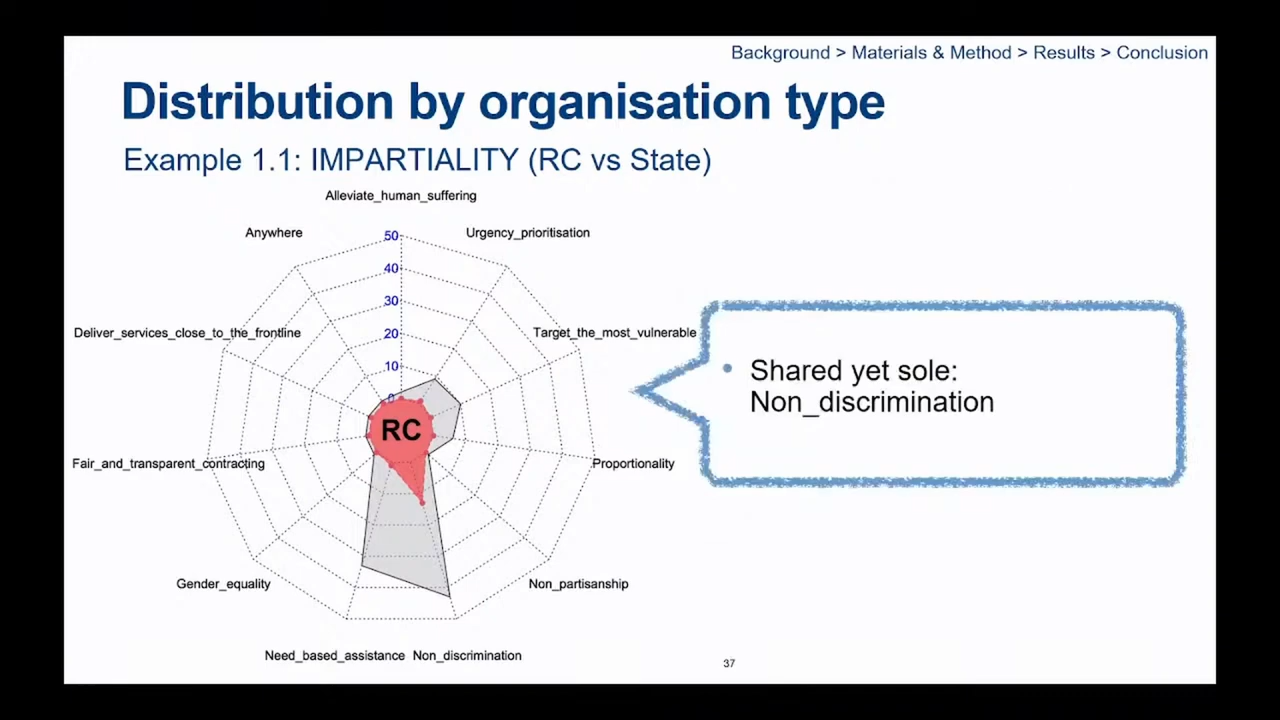 Background > Materials & Method > Results > Conclusion
Distribution by organisation type
Example 1.1: IMPARTIALITY (RC vs State)
Alleviate_human_suffering
Anywhere
Urgency_prioritisation
50
40
30
20
10
0
Deliver_services_close_to_the_frontline
Target_the_most_vulnerable
RC
Fair_and_transparent_contracting
Proportionality
Gender_equality
Non_partisanship
Need_based_assistance
Non_discrimination
• Shared yet sole:
Non_discrimination
37